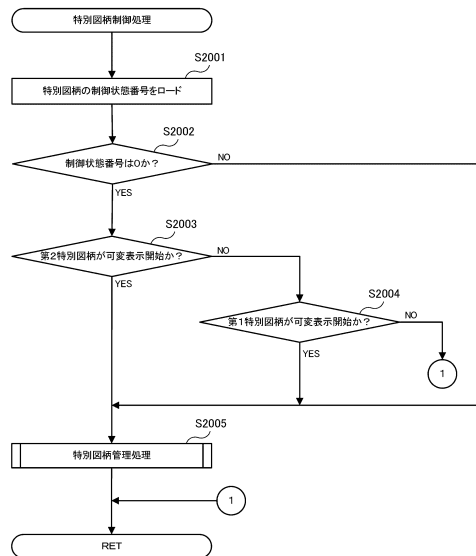 特別図柄制御処理
S2001
特別図柄の制御状態番号をロード
S2002
制御状態番号は0か？
NO
YES
S2003
第2特別図柄が可変表示開始か？
NO
YES
S2004
第1特別図柄が可変表示開始か？
NO
YES
1
S2005
特別図柄管理処理
1
RET